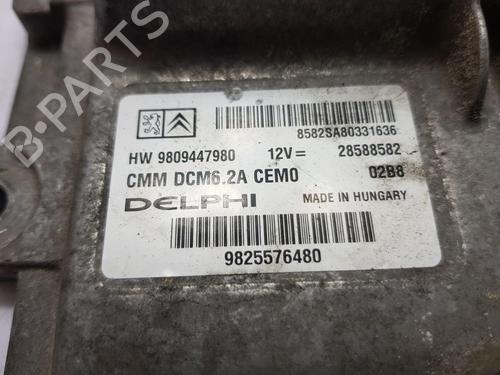 8582SA80331636
HW 9809447980 12V= 28588582
CMM DCM6.2A CEM0 02B8
DELPHI MADE IN HUNGARY
9825576480
B-PARTS